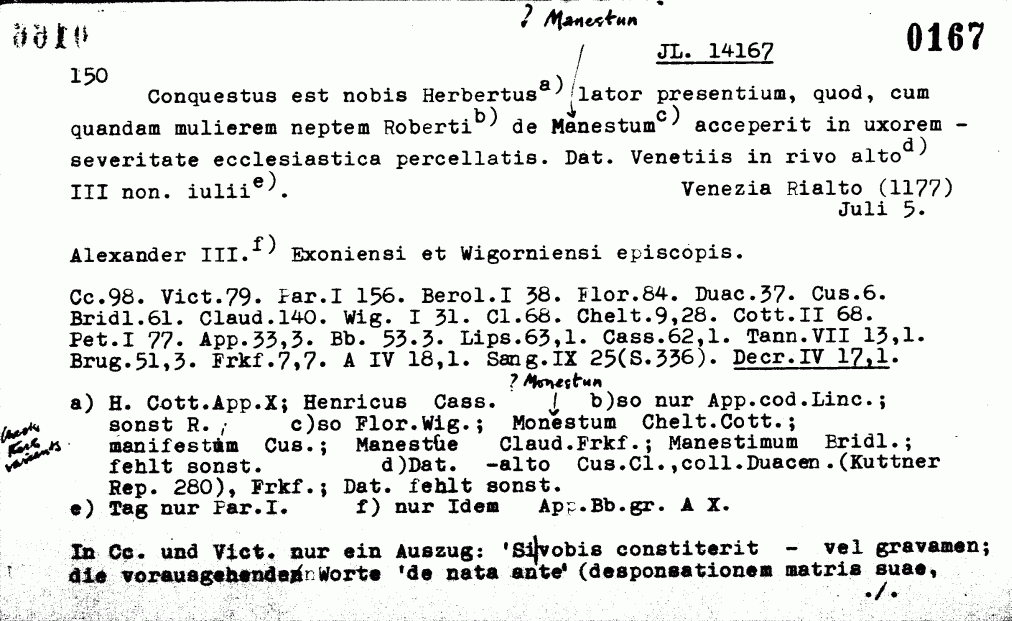 ? Manestun
0166
JL. 14167
0167
150
Conquestus est nobis Herbertus a) lator presentium, quod, cum
quandam mulierem neptem Roberti b) de Manestum c) acceperit in uxorem -
severitate ecclesiastica percellatis. Dat. Venetiis in rivo alto d)
III non. iulii e).
Venezia Rialto (1177)
Juli 5.
Alexander III. f) Exoniensi et Wigorniensi episcopis.
Cc.98. Vict.79. Par.I 156. Berol.I 38. Flor.84. Duac.37. Cus.6.
Bridl.61. Claud.140. Wig. I 31. Cl.68. Chelt.9,28. Cott.II 68.
Pet.I 77. App.33,3. Bb. 53.3. Lips.63,1. Cass.62,1. Tann.VII 13,1.
Brug.51,3. Frkf.7,7. A IV 18,1. Sang.IX 25(S.336). Decr.IV 17,1.
? Monestun
a) H. Cott.App.X; Henricus Cass. b)so nur App.cod.Linc.;
sonst R. ; c)so Flor.Wig.; Monestum Chelt.Cott.;
manifestum Cus.; Manestue Claud.Frkf.; Manestimum Bridl.;
fehlt sonst. d)Dat. -alto Cus.Cl.,coll.Duacen.(Kuttner
Rep. 280), Frkf.; Dat. fehlt sonst.
e) Tag nur Par.I. f) nur Idem App.Bb.gr. A X.
variants
In Cc. und Vict. nur ein Auszug: 'Si vobis constiterit - vel gravamen;
die vorausgehenden Worte 'de nata ante' (desponsationem matris suae,
./.